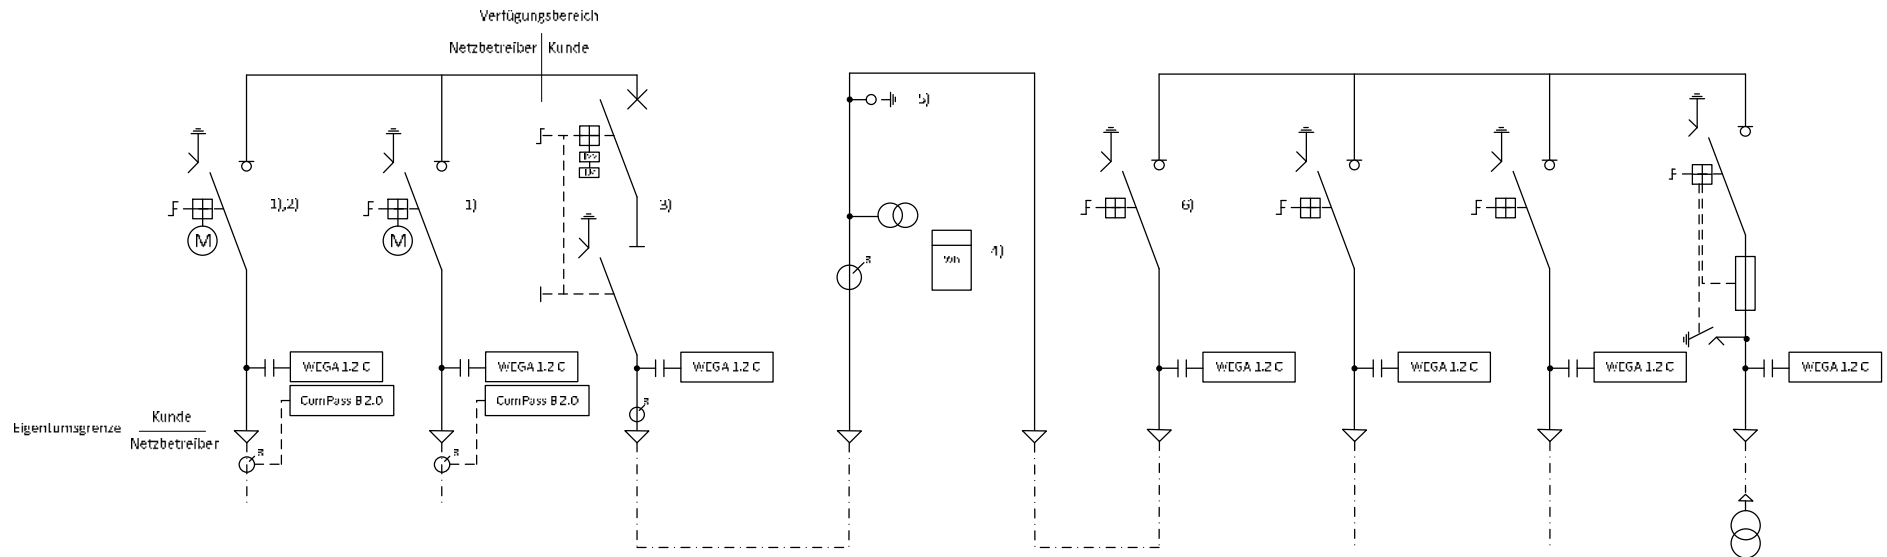 Verfügungsbereich
Netzbetreiber Kunde
5)
1),2)
1)
3)
6)
M
M
4)
Wh
WEGA 1.2 C
WEGA 1.2 C
WEGA 1.2 C
WEGA 1.2 C
WEGA 1.2 C
WEGA 1.2 C
WEGA 1.2 C
ComPass B 2.0
ComPass B 2.0
Eigentumsgrenze
Kunde
Netzbetreiber